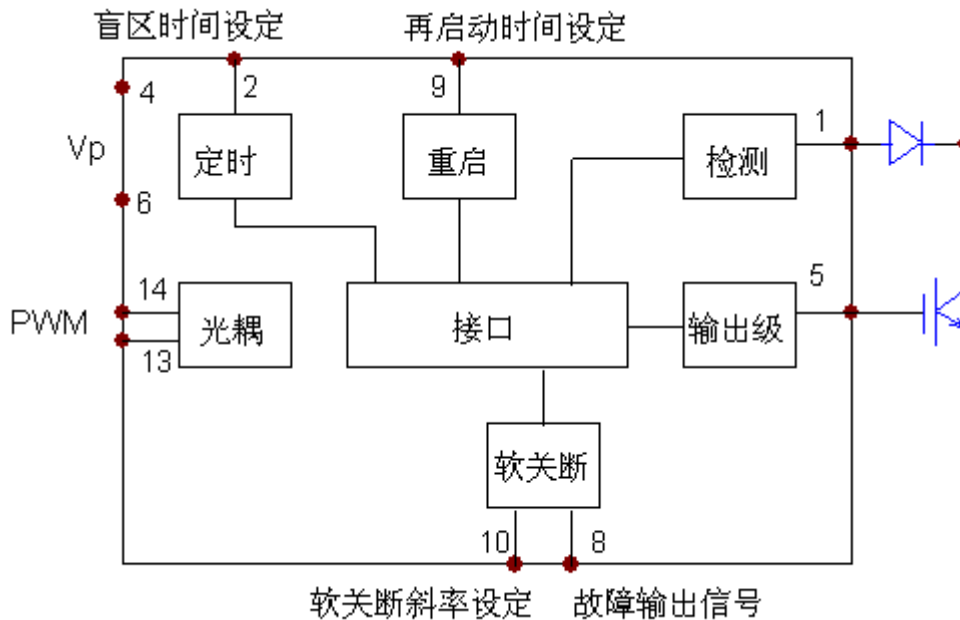 盲区时间设定
再启动时间设定
4
2
9
1
Vp
定时
重启
检测
6
14
5
PWM
光耦
接口
输出级
13
软关断
10
8
软关断斜率设定
故障输出信号